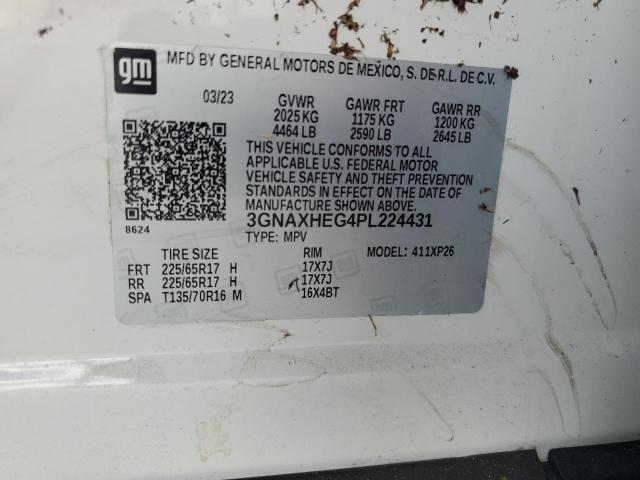 gm MFD BY GENERAL MOTORS DE MEXICO, S. DE R.L. DE C.V.
03/23 GVWR GAWR FRT GAWR RR
2025 KG 1175 KG 1200 KG
4464 LB 2590 LB 2645 LB
THIS VEHICLE CONFORMS TO ALL
APPLICABLE U.S. FEDERAL MOTOR
VEHICLE SAFETY AND THEFT PREVENTION
STANDARDS IN EFFECT ON THE DATE OF
MANUFACTURE SHOWN ABOVE.
8624 3GNAXHEG4PL224431
TYPE: MPV MODEL: 411XP26
TIRE SIZE RIM
FRT 225/65R17 H 17X7J
RR 225/65R17 H 17X7J
SPA T135/70R16 M 16X4BT